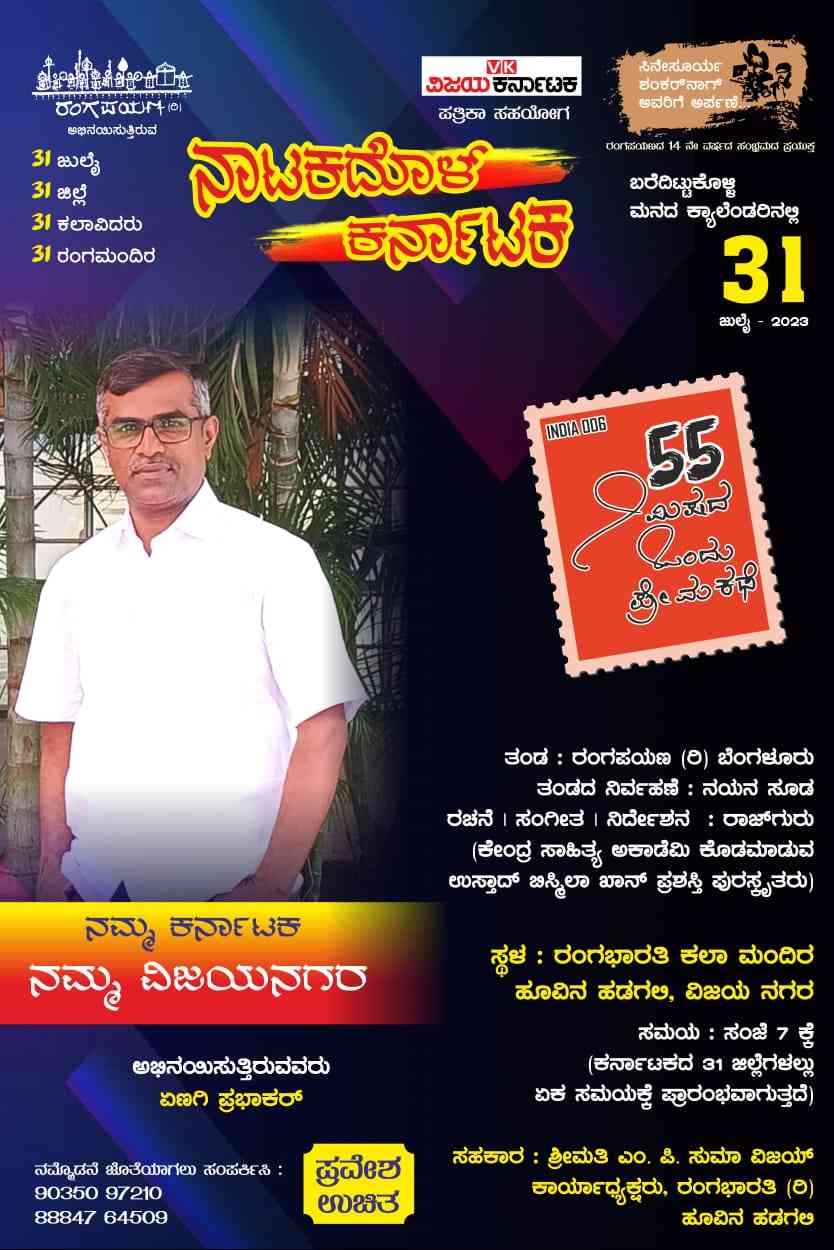 ರಂಗಪಯಣ (ರಿ)
ಅಭಿನಯಿಸುತ್ತಿರುವ
31 ಜುಲೈ
31 ಜಿಲ್ಲೆ
31 ಕಲಾವಿದರು
31 ರಂಗಮಂದಿರ
VK
ವಿಜಯ ಕರ್ನಾಟಕ
ಪತ್ರಿಕಾ ಸಹಯೋಗ
ನಾಟಕದೊಳ್
ಕರ್ನಾಟಕ
ಸಿನೇಸೂರ್ಯ
ಶಂಕರ್‌ನಾಗ್
ಅವರಿಗೆ ಅರ್ಪಣೆ..
ರಂಗಪಯಣದ 14 ನೇ ವರ್ಷದ ಸಂಭ್ರಮದ ಪ್ರಯುಕ್ತ
ಬರೆದಿಟ್ಟುಕೊಳ್ಳಿ
ಮನದ ಕ್ಯಾಲೆಂಡರಿನಲ್ಲಿ
31
ಜುಲೈ - ೨೦೨೩
INDIA 006
55
ನಿಮಿಷದ
ಒಂದು
ಪ್ರೇಮಕಥೆ
ತಂಡ : ರಂಗಪಯಣ (ರಿ) ಬೆಂಗಳೂರು
ತಂಡದ ನಿರ್ವಹಣೆ : ನಯನ ಸೂಡ
ರಚನೆ | ಸಂಗೀತ | ನಿರ್ದೇಶನ : ರಾಜ್‌ಗುರು
(ಕೇಂದ್ರ ಸಾಹಿತ್ಯ ಅಕಾಡೆಮಿ ಕೊಡಮಾಡುವ
ಉಸ್ತಾದ್ ಬಿಸ್ಮಿಲಾ ಖಾನ್ ಪ್ರಶಸ್ತಿ ಪುರಸ್ಕೃತರು)
ನಮ್ಮ ಕರ್ನಾಟಕ
ನಮ್ಮ ವಿಜಯನಗರ
ಸ್ಥಳ : ರಂಗಭಾರತಿ ಕಲಾ ಮಂದಿರ
ಹೂವಿನ ಹಡಗಲಿ, ವಿಜಯ ನಗರ
ಸಮಯ : ಸಂಜೆ 7 ಕ್ಕೆ
(ಕರ್ನಾಟಕದ ೩೧ ಜಿಲ್ಲೆಗಳಲ್ಲು
ಏಕ ಸಮಯಕ್ಕೆ ಪ್ರಾರಂಭವಾಗುತ್ತದೆ)
ಅಭಿನಯಿಸುತ್ತಿರುವವರು
ಏಣಗಿ ಪ್ರಭಾಕರ್
ನಮ್ಮೊಡನೆ ಜೊತೆಯಾಗಲು ಸಂಪರ್ಕಿಸಿ :
90350 97210
88847 64509
ಪ್ರವೇಶ
ಉಚಿತ
ಸಹಕಾರ : ಶ್ರೀಮತಿ ಎಂ. ಪಿ. ಸುಮಾ ವಿಜಯ್
ಕಾರ್ಯಾಧ್ಯಕ್ಷರು, ರಂಗಭಾರತಿ (ರಿ)
ಹೂವಿನ ಹಡಗಲಿ